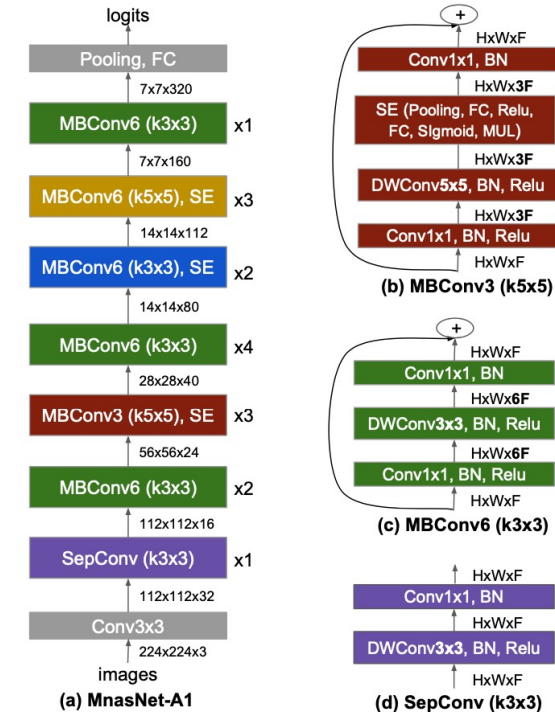 logits
Pooling, FC
7x7x320
MBConv6 (k3x3) x1
7x7x160
MBConv6 (k5x5), SE x3
14x14x112
MBConv6 (k3x3), SE x2
14x14x80
MBConv6 (k3x3) x4
28x28x40
MBConv3 (k5x5), SE x3
56x56x24
MBConv6 (k3x3) x2
112x112x16
SepConv (k3x3) x1
112x112x32
Conv3x3
224x224x3
images
(a) MnasNet-A1
+
HxWxF
Conv1x1, BN
HxWx3F
SE (Pooling, FC, Relu,
FC, SIgmoid, MUL)
HxWx3F
DWConv5x5, BN, Relu
HxWx3F
Conv1x1, BN, Relu
HxWxF
(b) MBConv3 (k5x5)
+
HxWxF
Conv1x1, BN
HxWx6F
DWConv3x3, BN, Relu
HxWx6F
Conv1x1, BN, Relu
HxWxF
(c) MBConv6 (k3x3)
HxWxF
Conv1x1, BN
HxWxF
DWConv3x3, BN, Relu
HxWxF
(d) SepConv (k3x3)